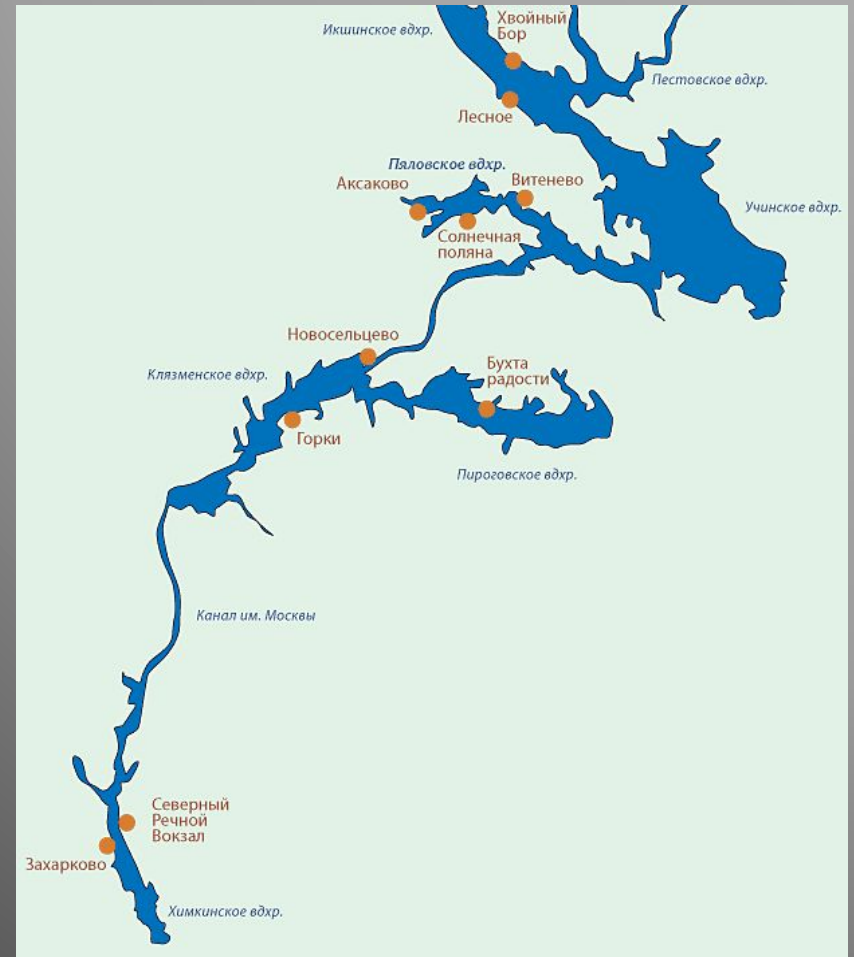 Хвойный
Бор
Икшинское вдхр.
Пестовское вдхр.
Лесное
Пяловское вдхр.
Аксаково
Витенево
Учинское вдхр.
Солнечная
поляна
Новосельцево
Клязменское вдхр.
Бухта
радости
Горки
Пироговское вдхр.
Канал им. Москвы
Северный
Речной
Вокзал
Захарково
Химкинское вдхр.